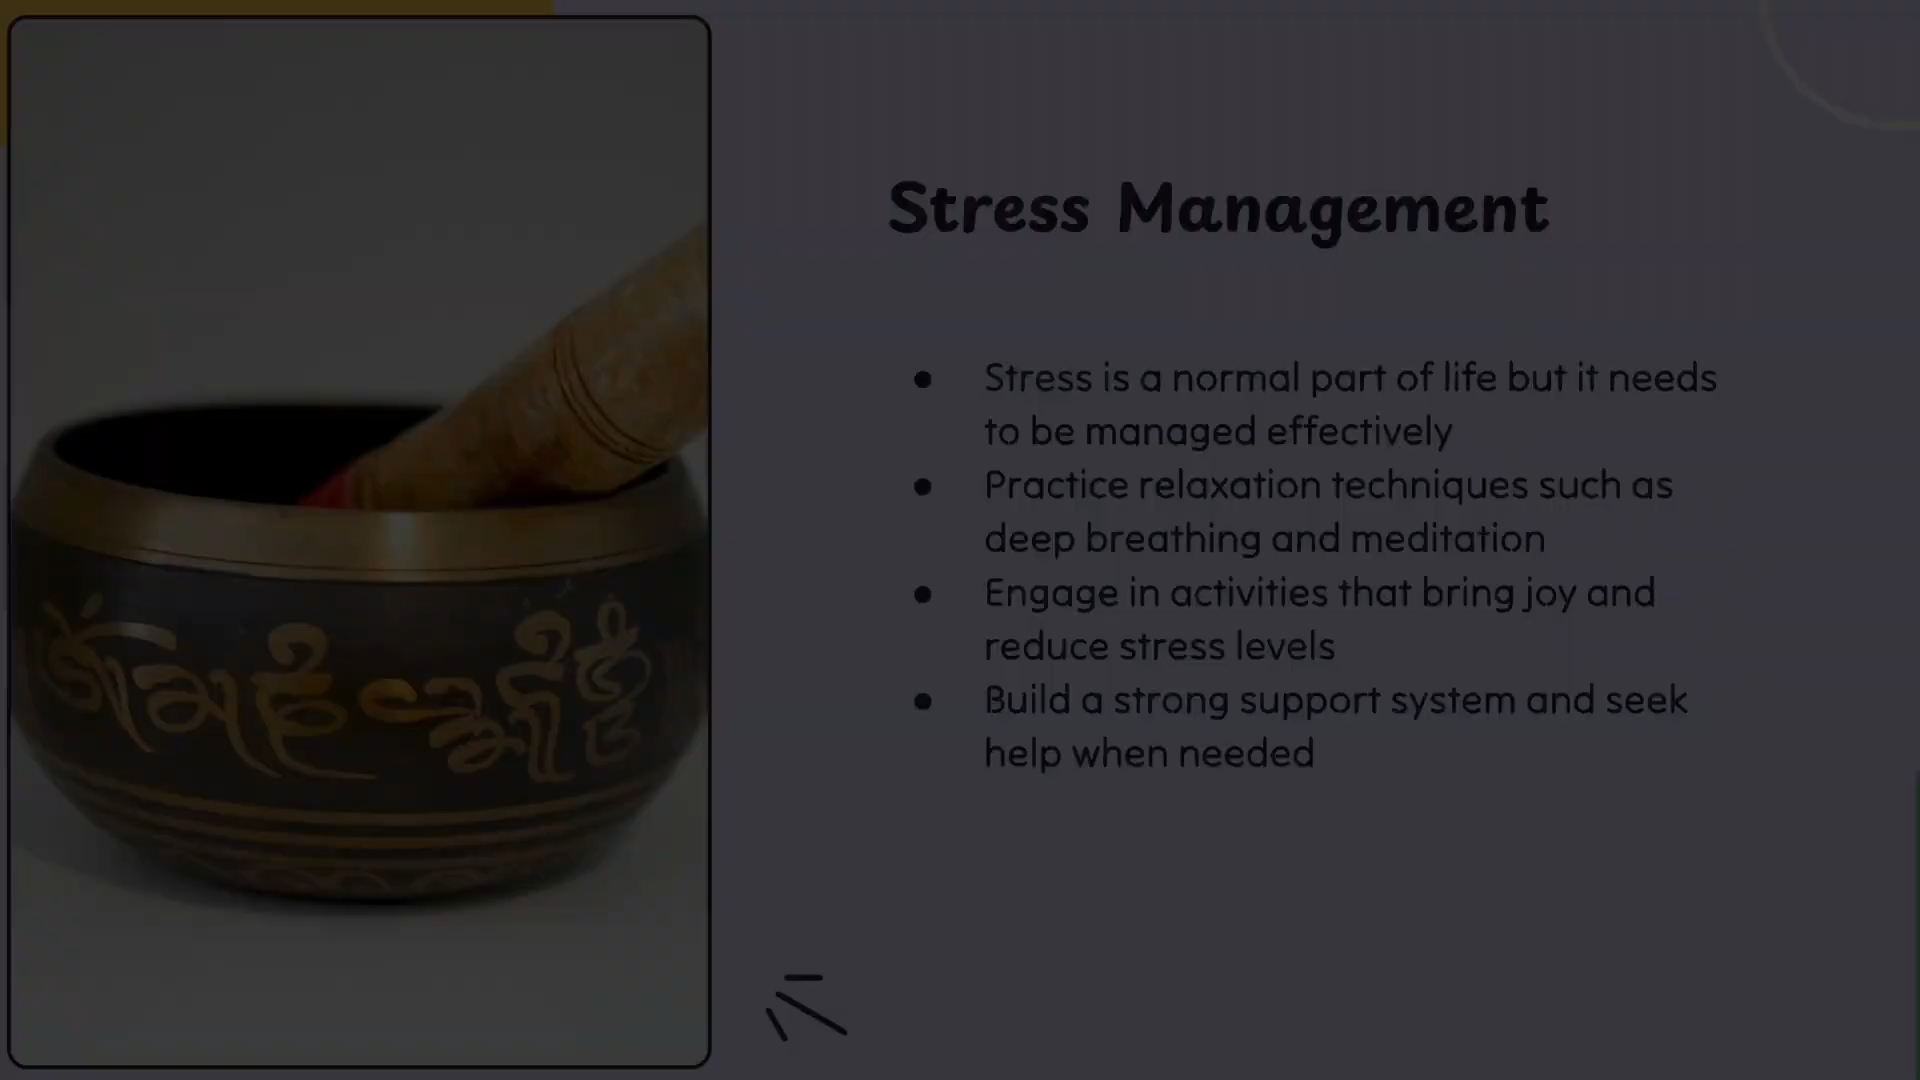 Stress Management
● Stress is a normal part of life but it needs
to be managed effectively
● Practice relaxation techniques such as
deep breathing and meditation
● Engage in activities that bring joy and
reduce stress levels
● Build a strong support system and seek
help when needed